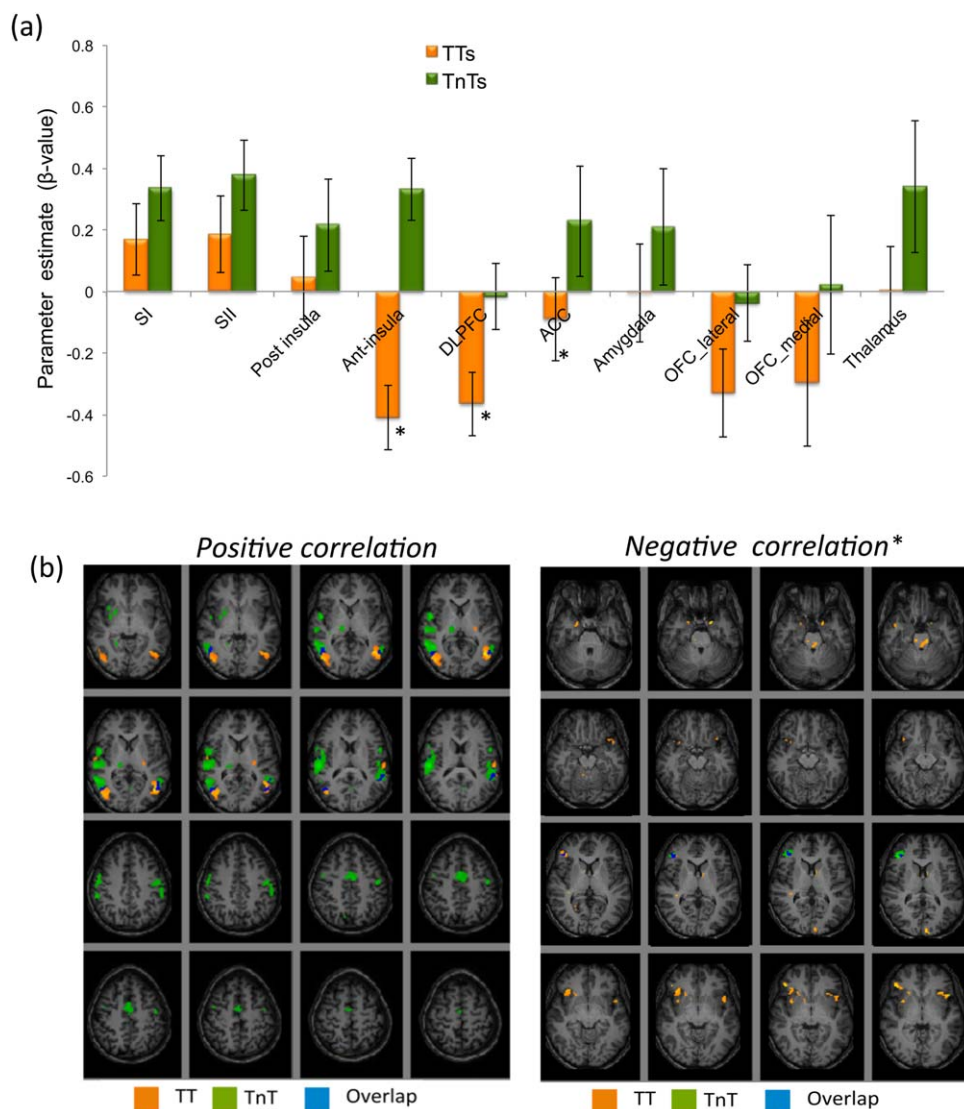 (a)
TTs
TnTs
Parameter estimate (β-value)
0.8
0.6
0.4
0.2
0
-0.2
-0.4
-0.6
SI
SII
Post insula
Ant-insula
DLPFC
ACC
Amygdala
OFC_lateral
OFC_medial
Thalamus
*
*
*
(b)
Positive correlation
Negative correlation*
TT TnT Overlap
TT TnT Overlap